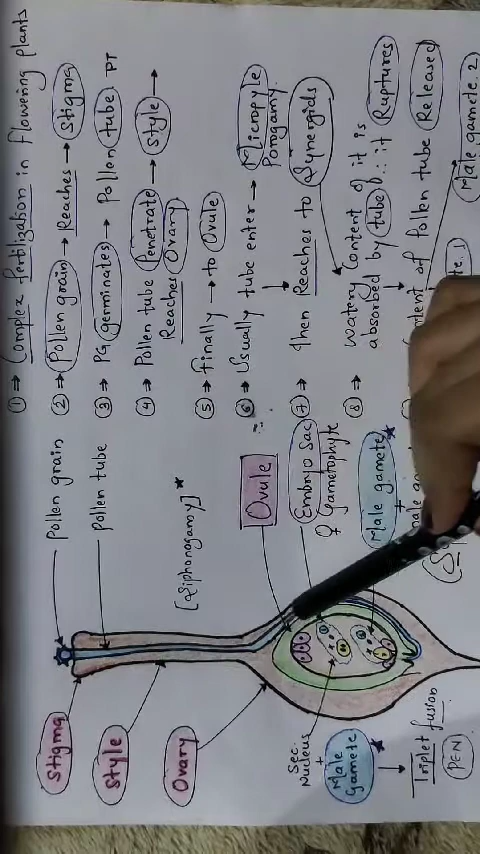 ① ⇒ Complex fertilization in flowering plants
② ⇒ Pollen grain → Reaches → Stigma
③ ⇒ PG germinates → Pollen tube. PT
④ → Pollen tube Penetrate → Style →
Reaches Ovary
⑤ ⇒ Finally → to Ovule
⑥ ⇒ Usually tube enter → Micropyle
Porogamy.
⑦ ⇒ then Reaches to Synergids
⑧ ⇒ Watery content of it is
absorbed by tube ∴ it Ruptures
of Pollen tube Released
Male gamete. 2
Pollen grain
Pollen tube
[Siphonogamy]*
Ovule
Embryo Sac
♀ gametophyte
Male gamete
+
Stigma
Style
Ovary
Sec
Nucleus
+
Male
Gamete
Triplet fusion
PEN